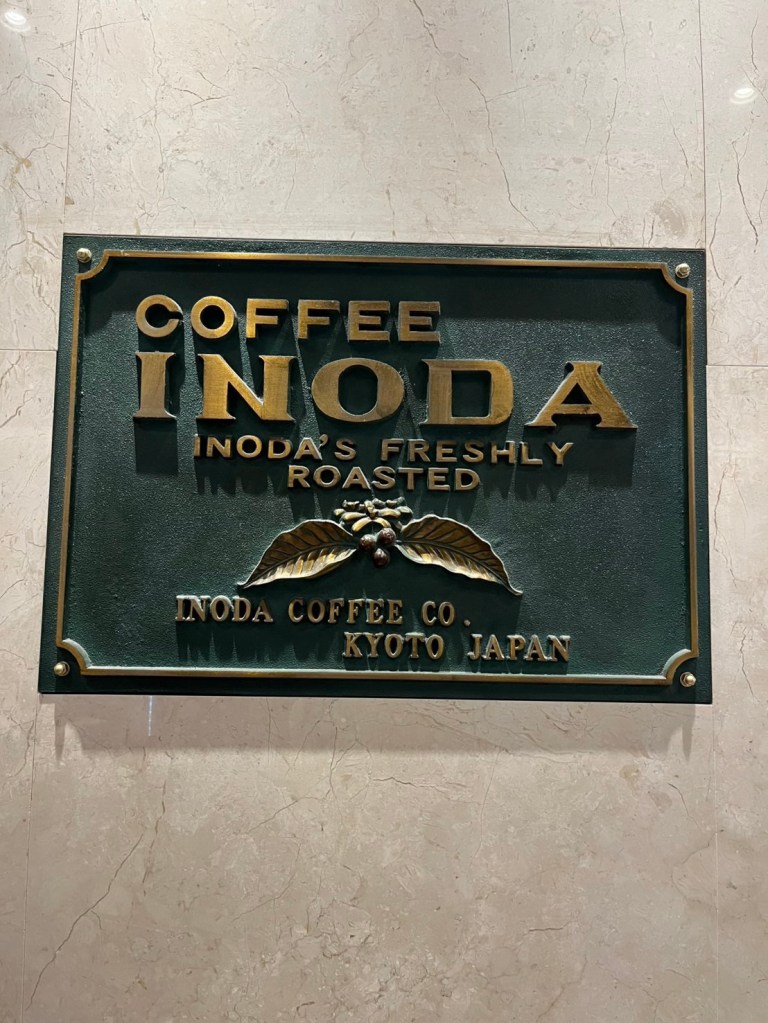 COFFEE
INODA
INODA'S FRESHLY
ROASTED
INODA COFFEE CO.
KYOTO JAPAN